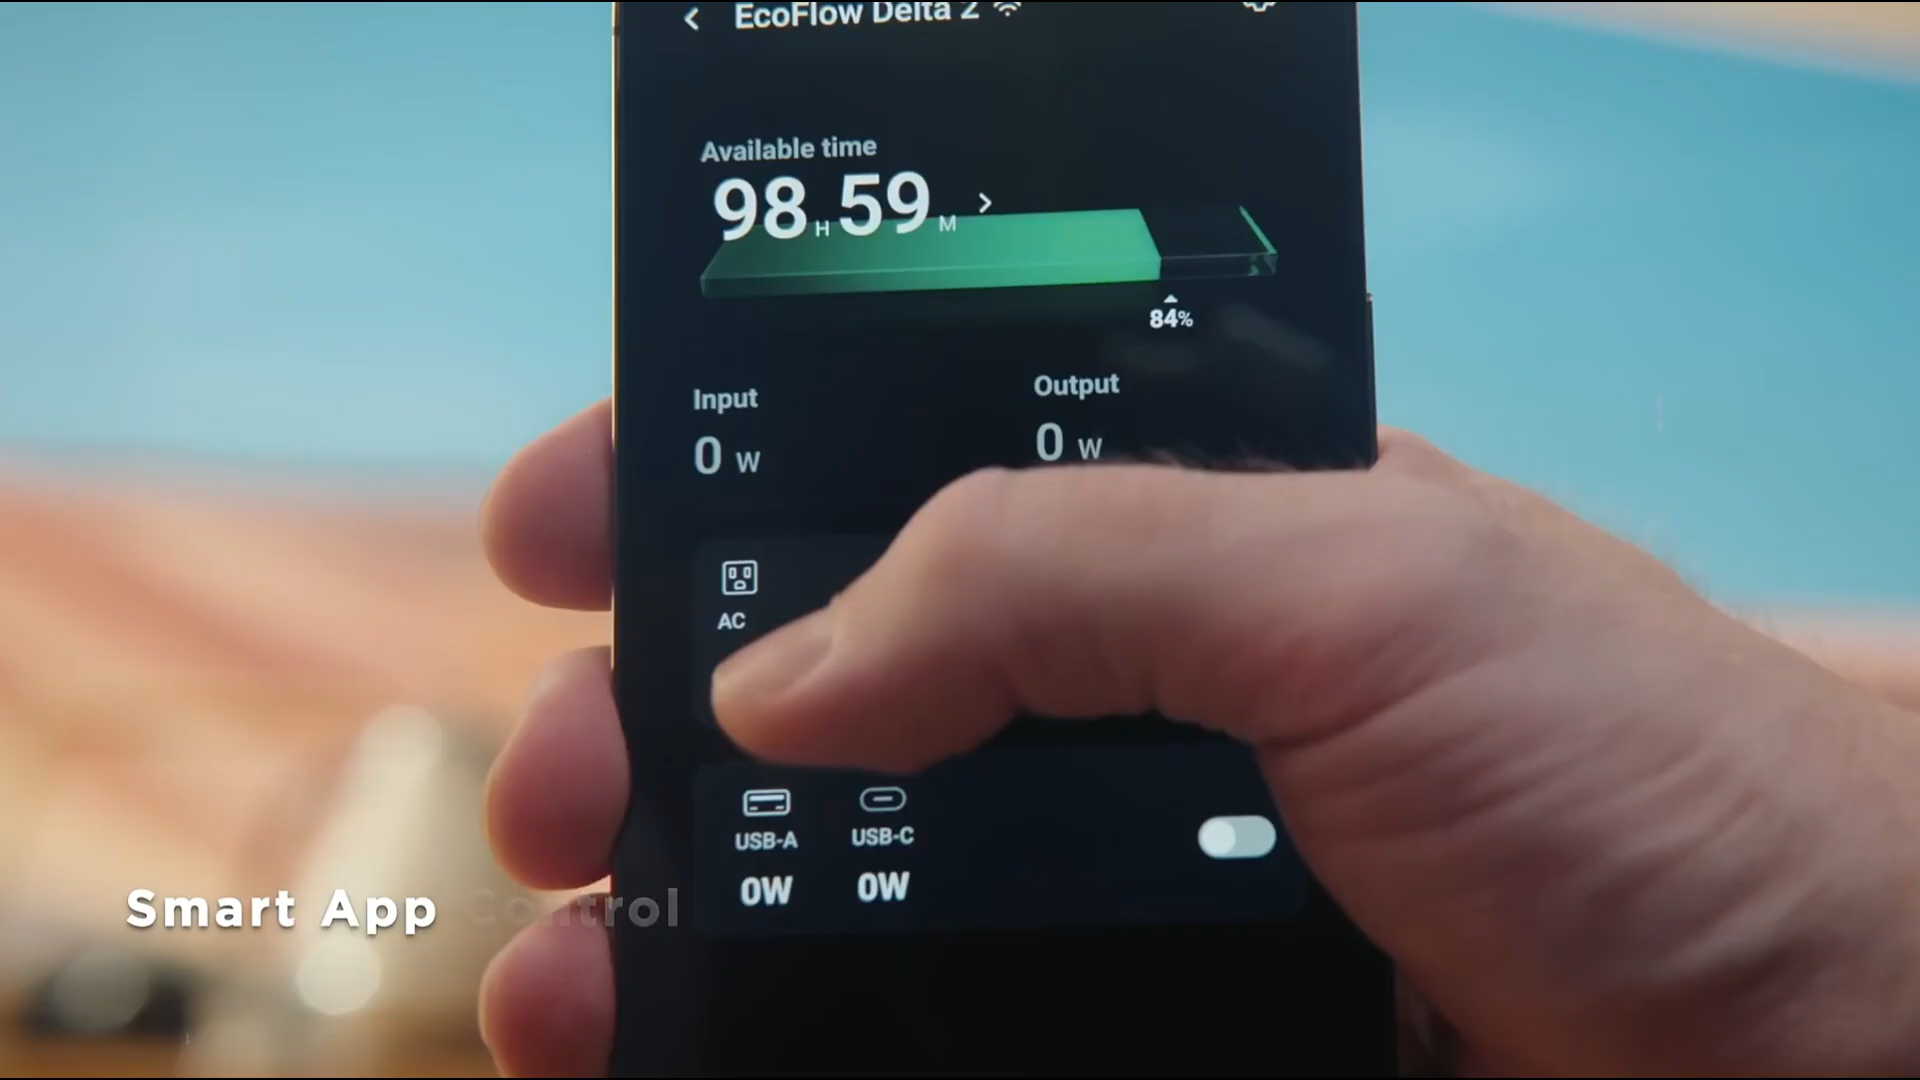 EcoFlow Delta 2
Available time
98 H 59 M
84%
Input
Output
0 W
0 W
AC
USB-A
USB-C
0W
0W
Smart App Control